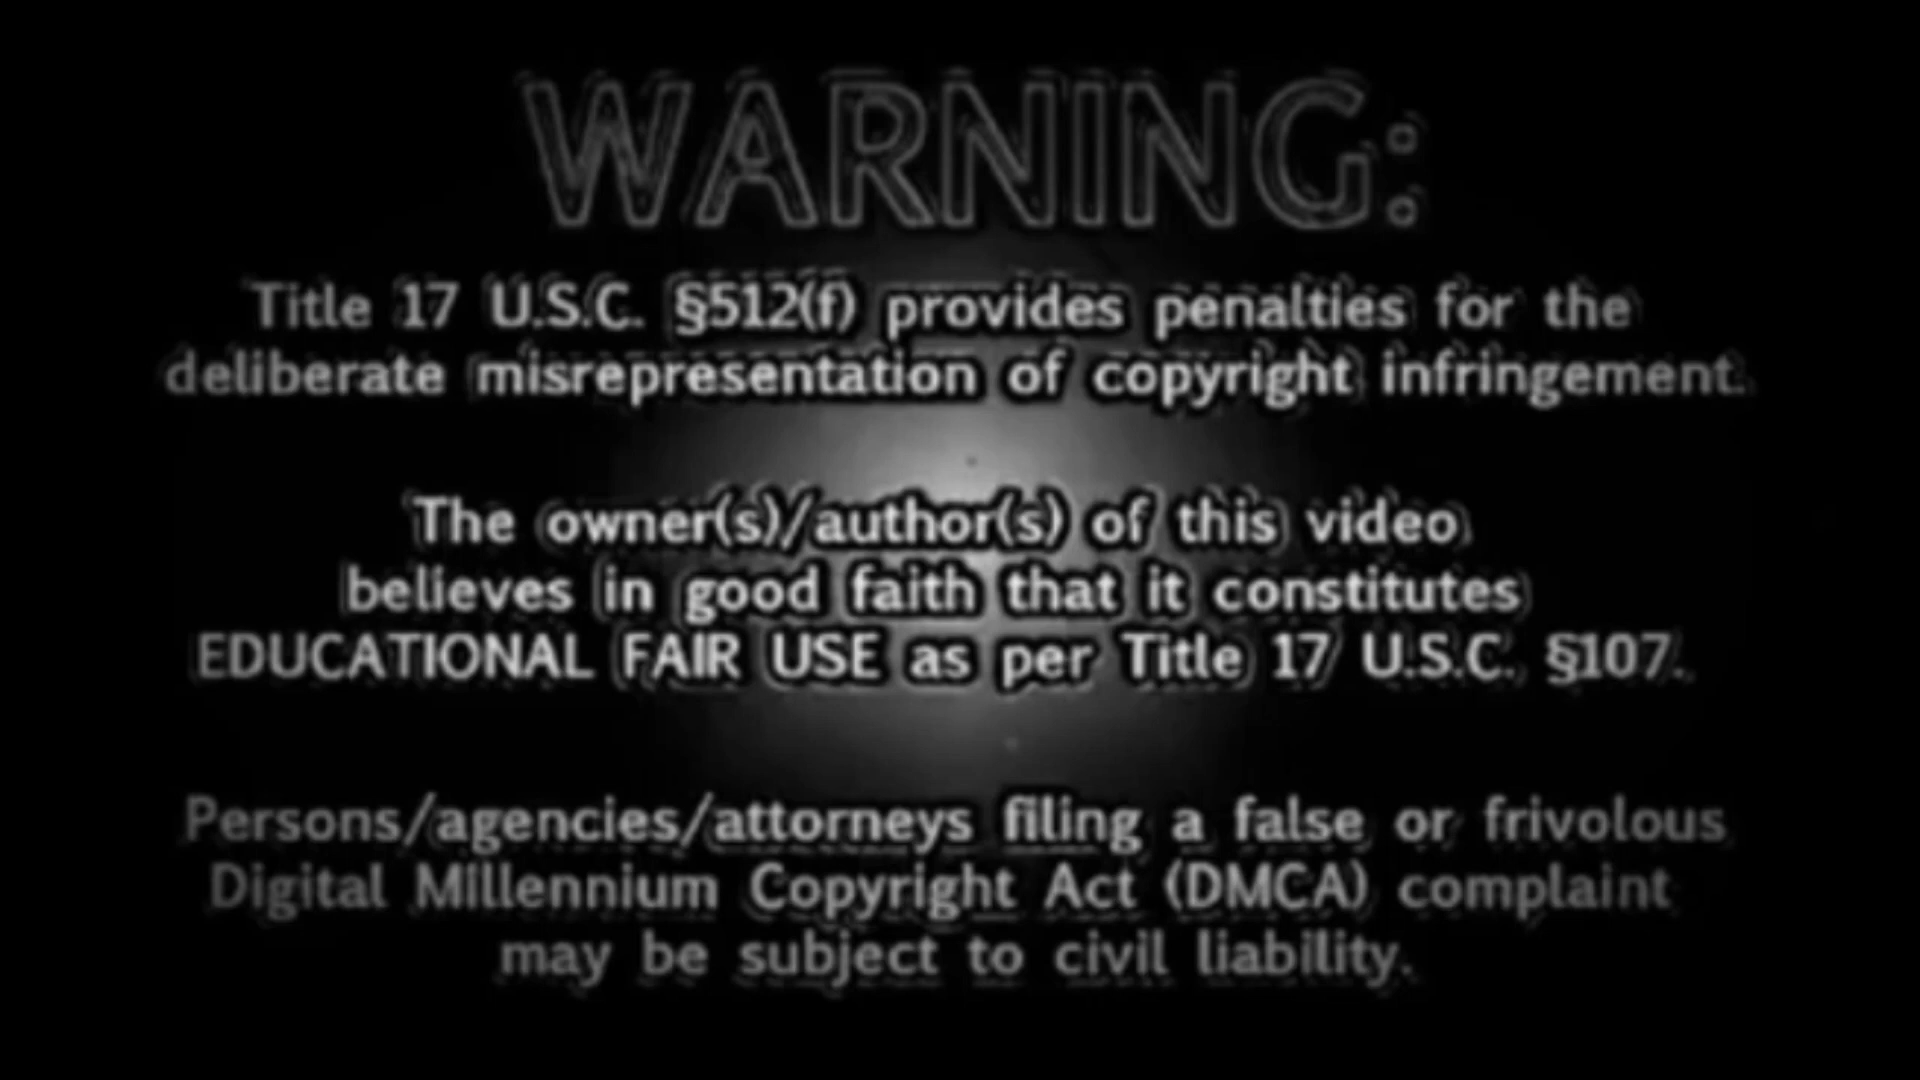 WARNING:
Title 17 U.S.C. §512(f) provides penalties for the
deliberate misrepresentation of copyright infringement.
The owner(s)/author(s) of this video
believes in good faith that it constitutes
EDUCATIONAL FAIR USE as per Title 17 U.S.C. §107.
Persons/agencies/attorneys filing a false or frivolous
Digital Millennium Copyright Act (DMCA) complaint
may be subject to civil liability.